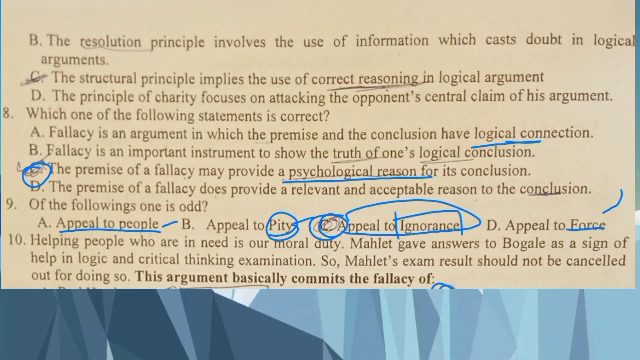 B. The resolution principle involves the use of information which casts doubt in logical
arguments.
C. The structural principle implies the use of correct reasoning in logical argument
D. The principle of charity focuses on attacking the opponent's central claim of his argument.
8. Which one of the following statements is correct?
A. Fallacy is an argument in which the premise and the conclusion have logical connection.
B. Fallacy is an important instrument to show the truth of one's logical conclusion.
The premise of a fallacy may provide a psychological reason for its conclusion.
D. The premise of a fallacy does provide a relevant and acceptable reason to the conclusion.
9. Of the followings one is odd?
A. Appeal to people B. Appeal to Pity C. Appeal to Ignorance D. Appeal to Force
10. Helping people who are in need is our moral duty. Mahlet gave answers to Bogale as a sign of
help in logic and critical thinking examination. So, Mahlet's exam result should not be cancelled
out for doing so. This argument basically commits the fallacy of: